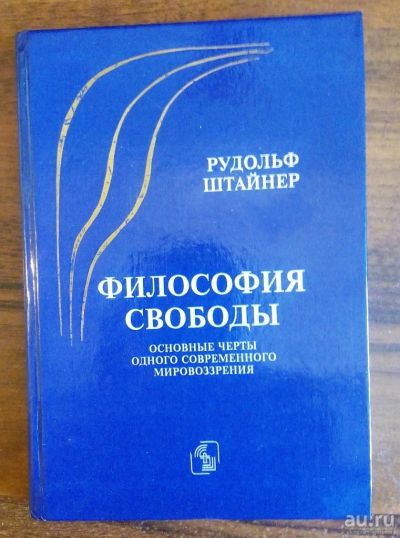 РУДОЛЬФ
ШТАЙНЕР
ФИЛОСОФИЯ
СВОБОДЫ
ОСНОВНЫЕ ЧЕРТЫ
ОДНОГО СОВРЕМЕННОГО
МИРОВОЗЗРЕНИЯ
au.ru